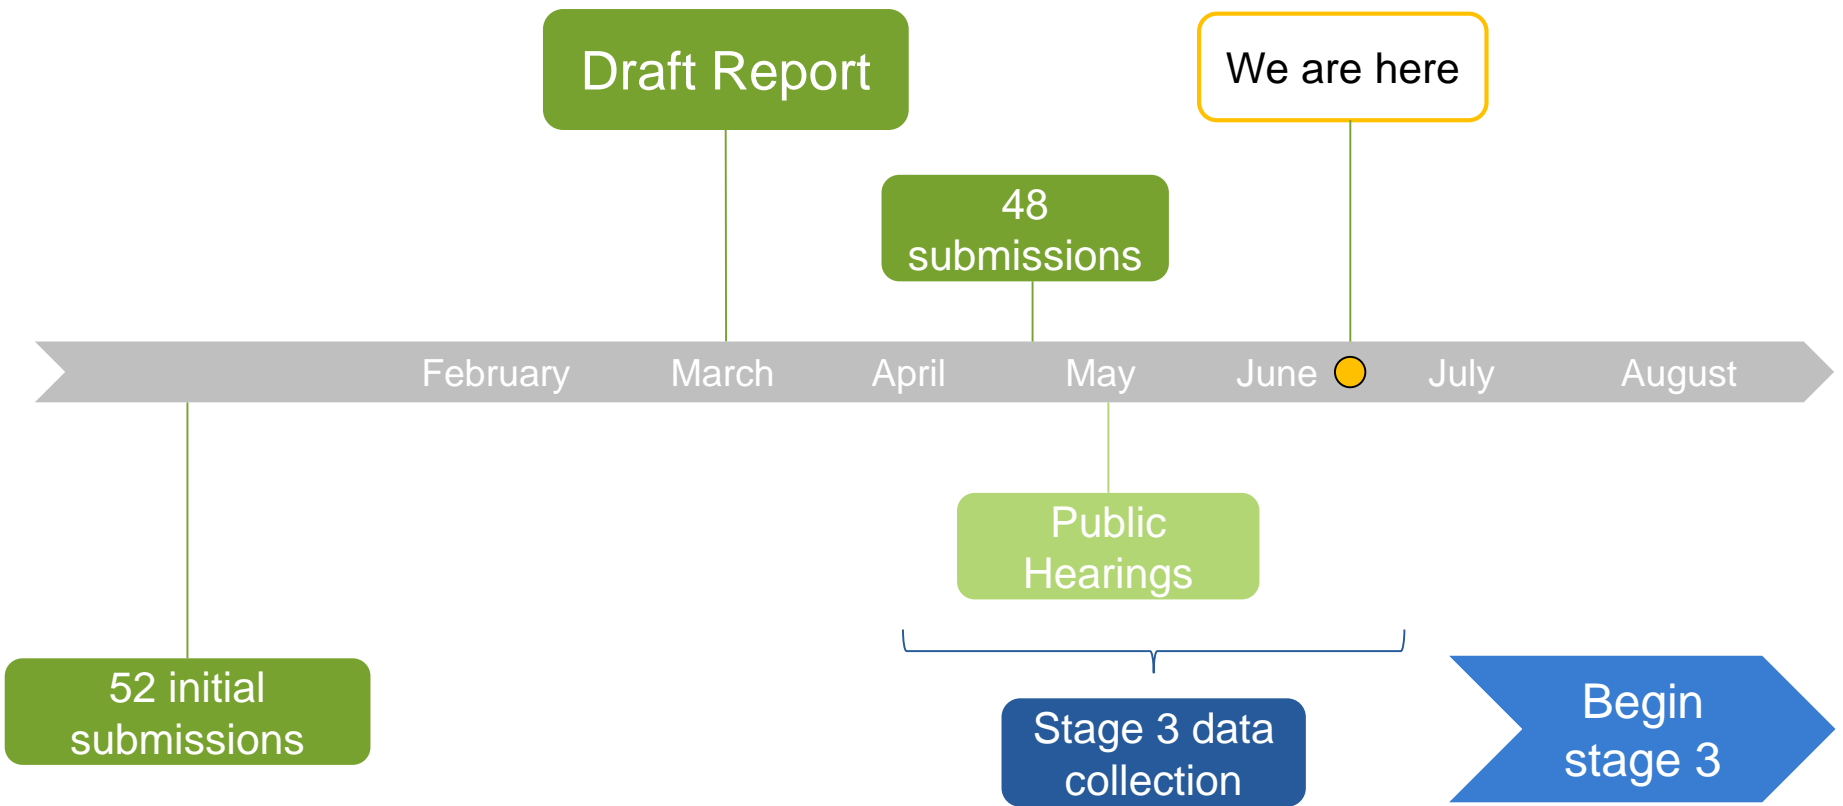 Draft Report
We are here
48
submissions
February March April May June July August
Public
Hearings
52 initial
submissions
Stage 3 data
collection
Begin
stage 3